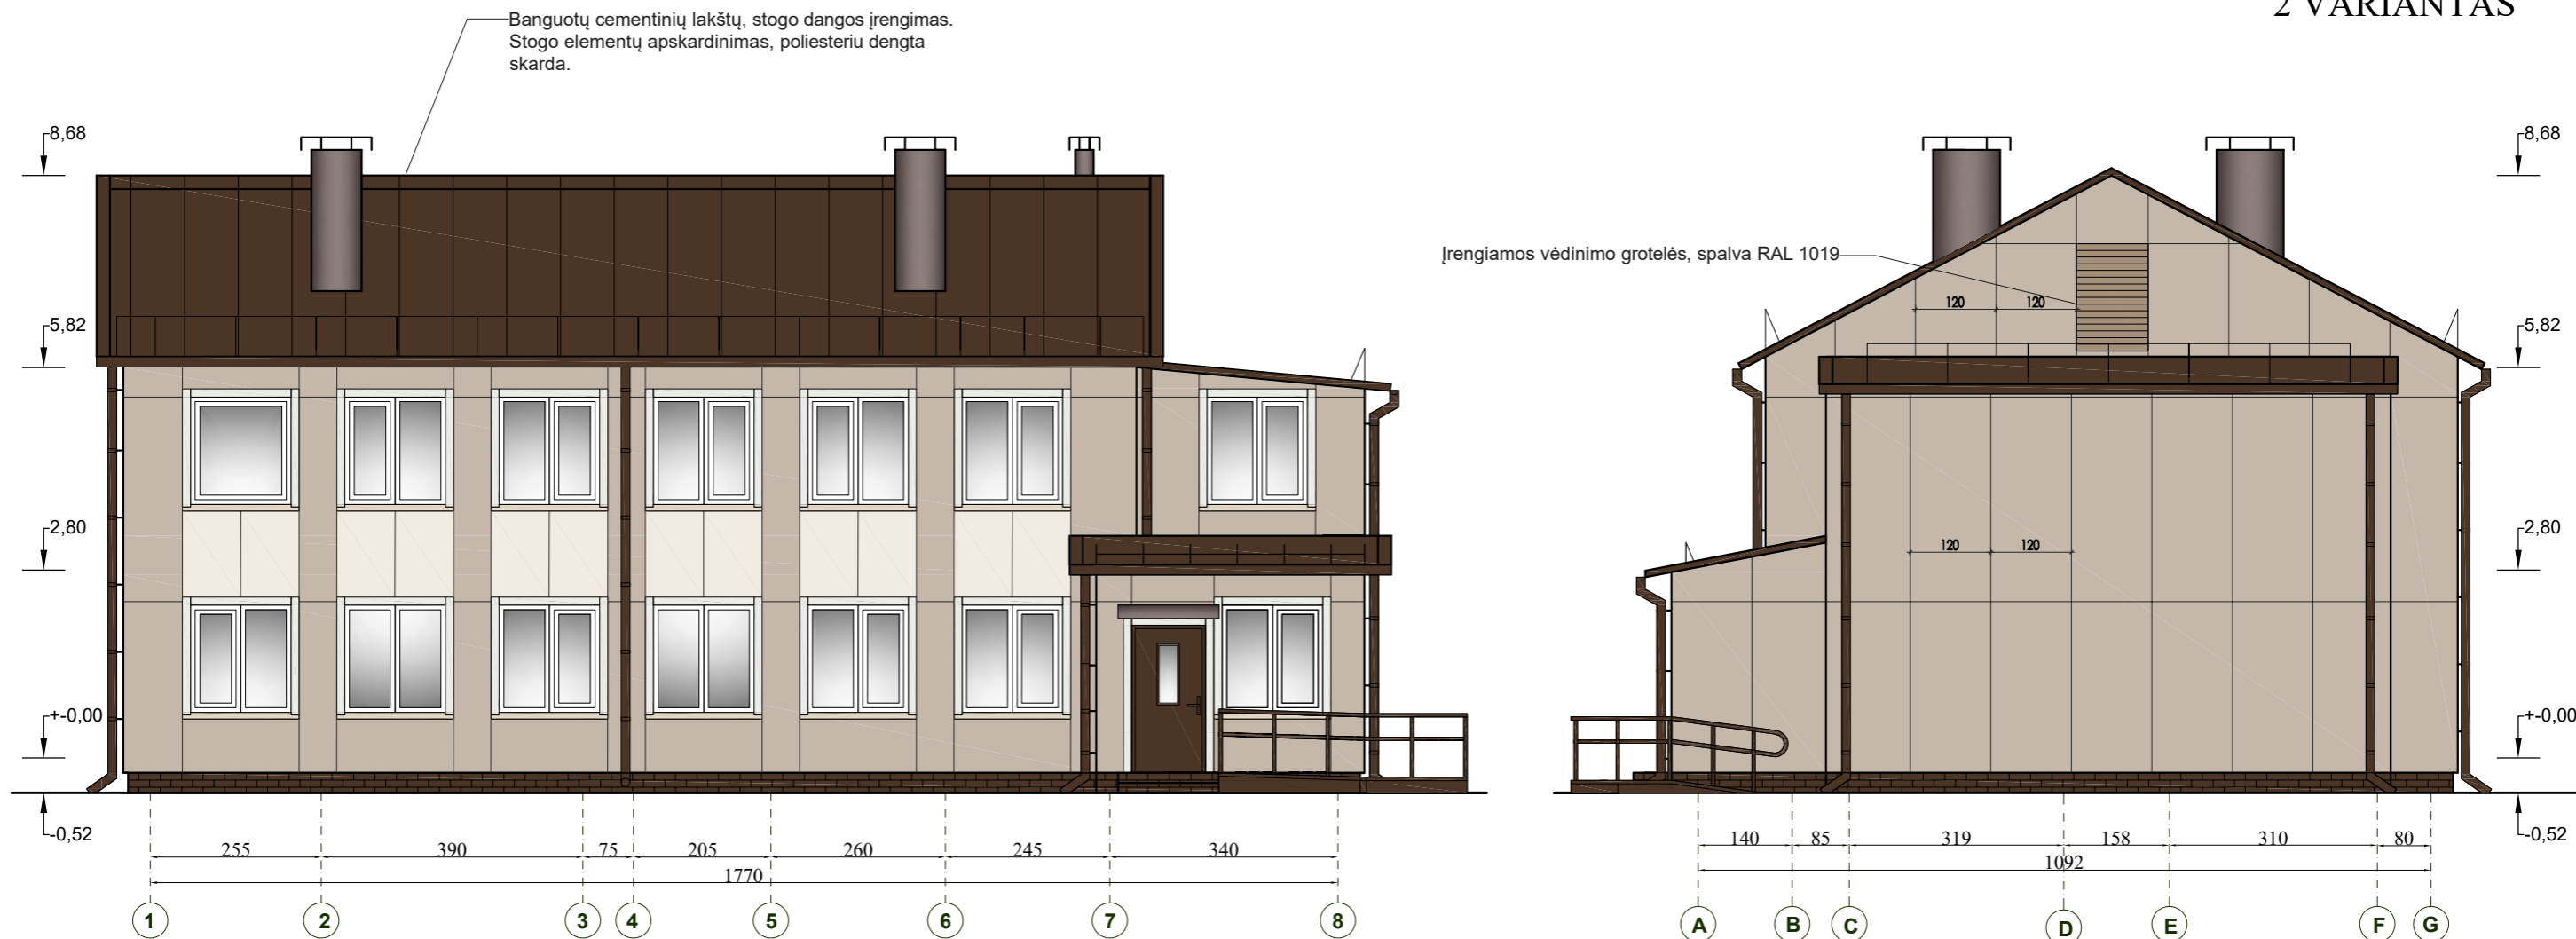 2 VARIANTAS
Banguotų cementinių lakštų, stogo dangos įrengimas.
Stogo elementų apskardinimas, poliesteriu dengta
skarda.
8,68
5,82
2,80
+-0,00
-0,52
255 390 75 205 260 245 340
1770
1 2 3 4 5 6 7 8
Įrengiamos vėdinimo grotelės, spalva RAL 1019
120 120
120 120
8,68
5,82
2,80
+-0,00
-0,52
140 85 319 158 310 80
1092
A B C D E F G